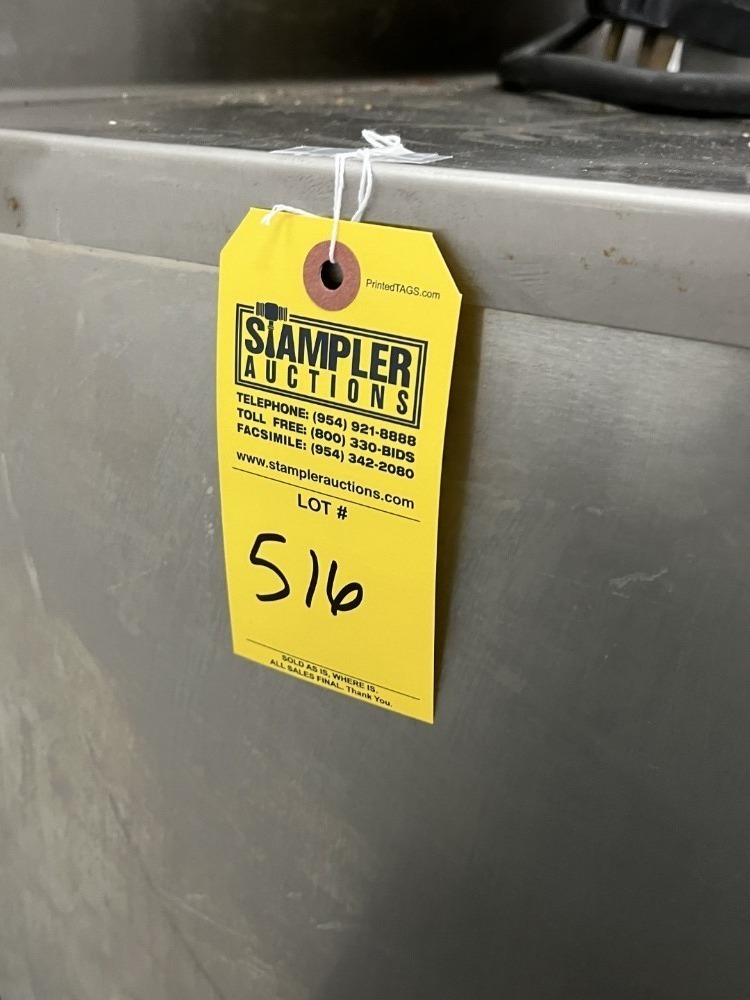 PrintedTAGS.com
STAMPLER
AUCTIONS
TELEPHONE: (954) 921-8888
TOLL FREE: (800) 330-BIDS
FACSIMILE: (954) 342-2080
www.stamplerauctions.com
LOT #
516
SOLD AS IS, WHERE IS,
ALL SALES FINAL. Thank You.